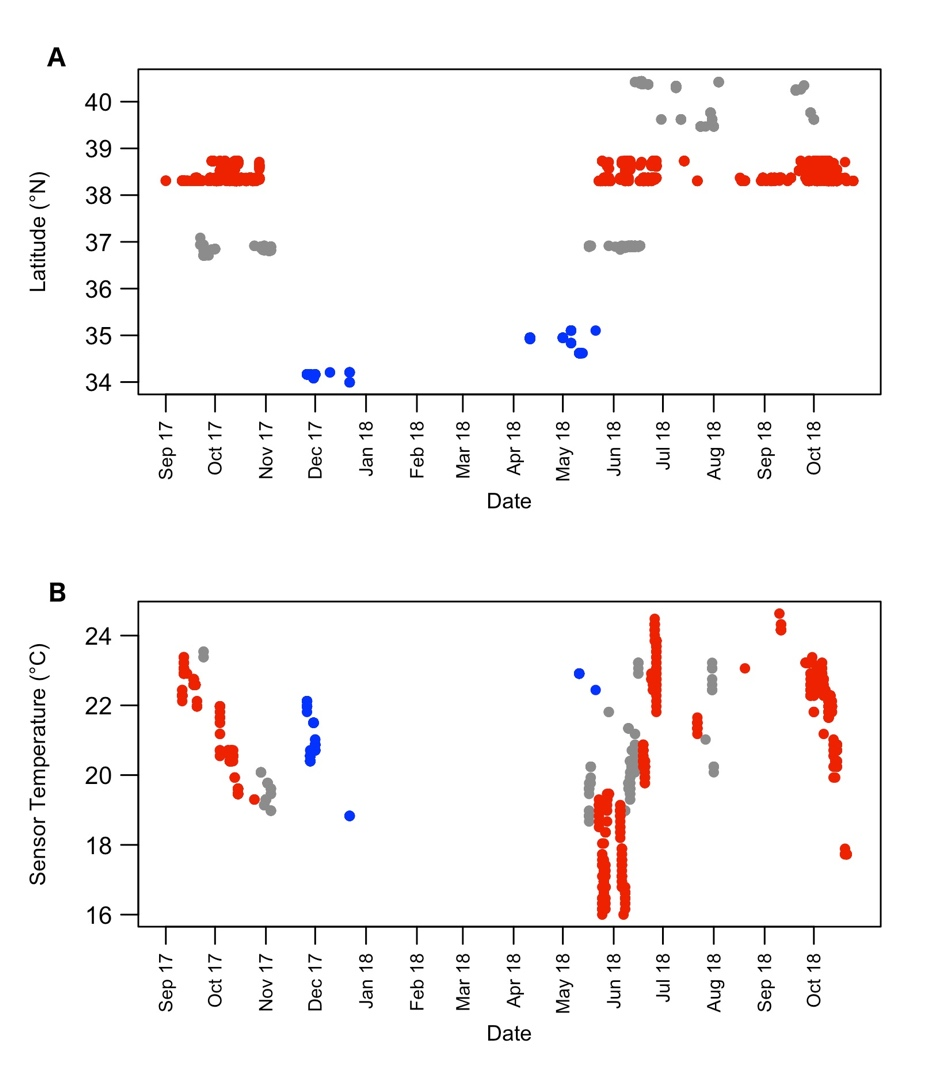 A
Latitude (°N)
40
39
38
37
36
35
34
Sep 17
Oct 17
Nov 17
Dec 17
Jan 18
Feb 18
Mar 18
Apr 18
May 18
Jun 18
Jul 18
Aug 18
Sep 18
Oct 18
Date
B
Sensor Temperature (°C)
24
22
20
18
16
Sep 17
Oct 17
Nov 17
Dec 17
Jan 18
Feb 18
Mar 18
Apr 18
May 18
Jun 18
Jul 18
Aug 18
Sep 18
Oct 18
Date